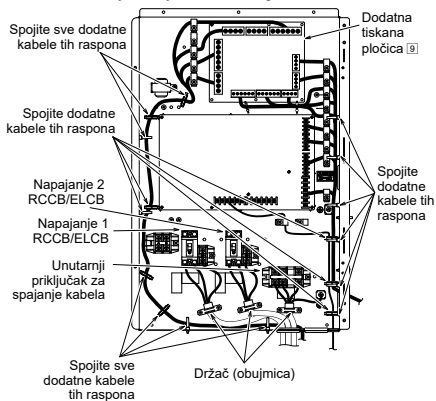 Spojite sve dodatne
kabele tih raspona
Dodatna
tiskana
pločica 9
Spojite dodatne
kabele tih raspona
Spojite
dodatne
kabele tih
raspona
Napajanje 2
RCCB/ELCB
Napajanje 1
RCCB/ELCB
Unutarnji
priključak za
spajanje kabela
Spojite sve
dodatne kabele
tih raspona
Držač (obujmica)